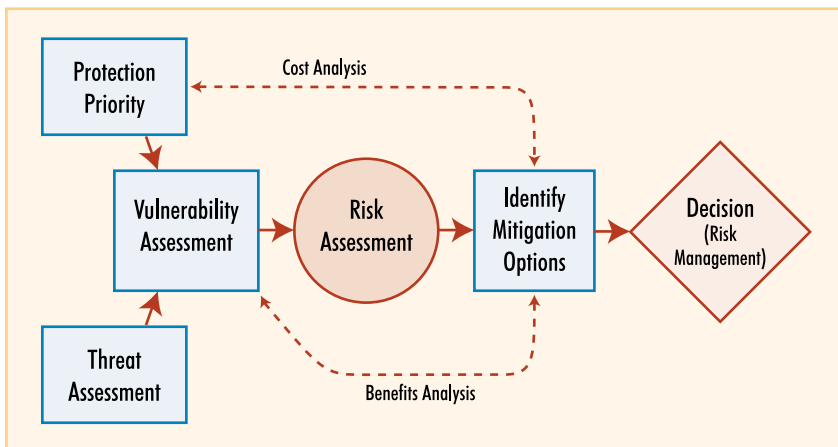 Protection
Priority
Cost Analysis
Vulnerability
Assessment
Risk
Assessment
Identify
Mitigation
Options
Decision
(Risk
Management)
Threat
Assessment
Benefits Analysis